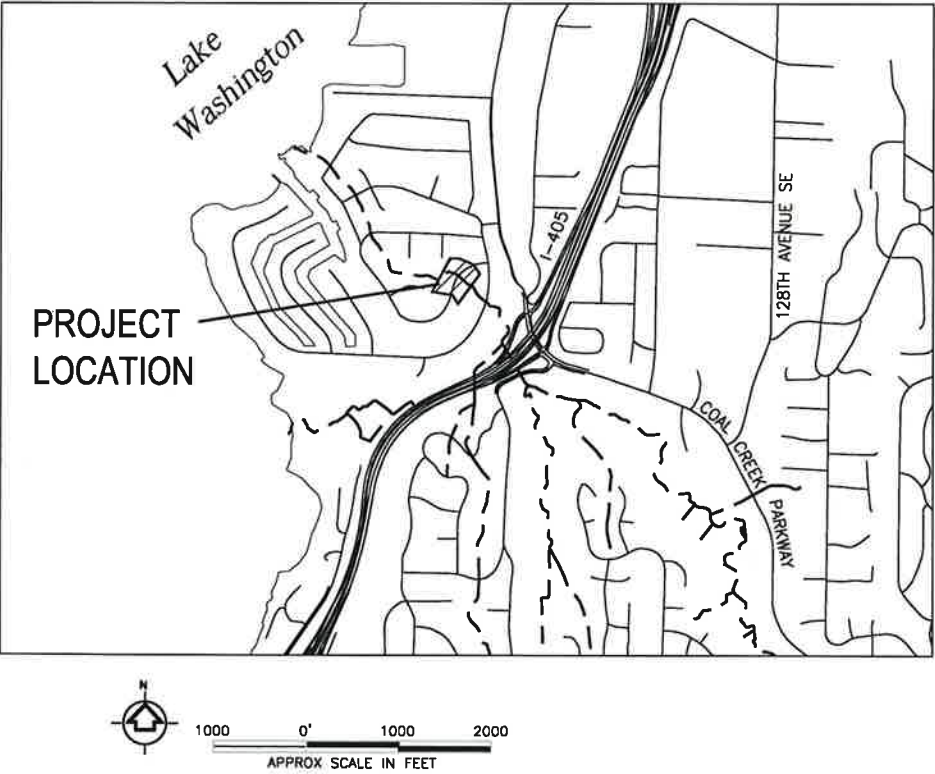 Lake
Washington
I-405
128TH AVENUE SE
PROJECT
LOCATION
COAL CREEK PARKWAY
N
1000 0' 1000 2000
APPROX SCALE IN FEET